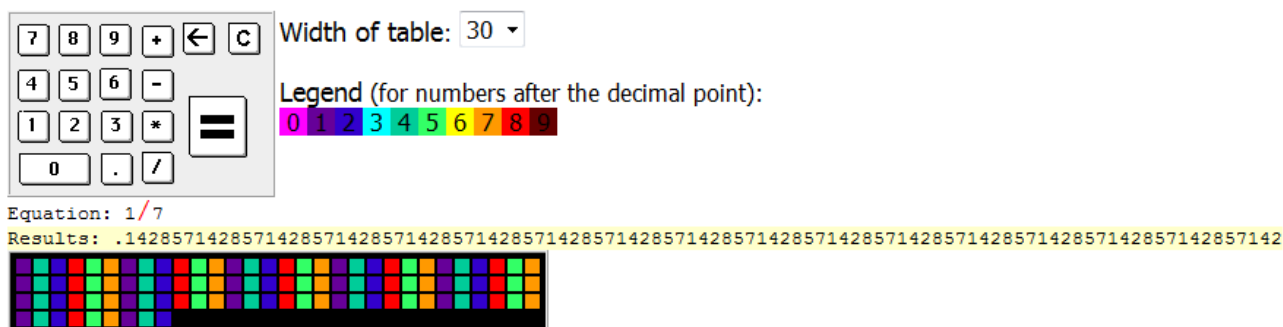 7 8 9 + ← C
4 5 6 -
1 2 3 * =
0 . /
Width of table: 30
Legend (for numbers after the decimal point):
0 1 2 3 4 5 6 7 8 9
Equation: 1/7
Results: .142857142857142857142857142857142857142857142857142857142857142857142857142857142857142857142857142